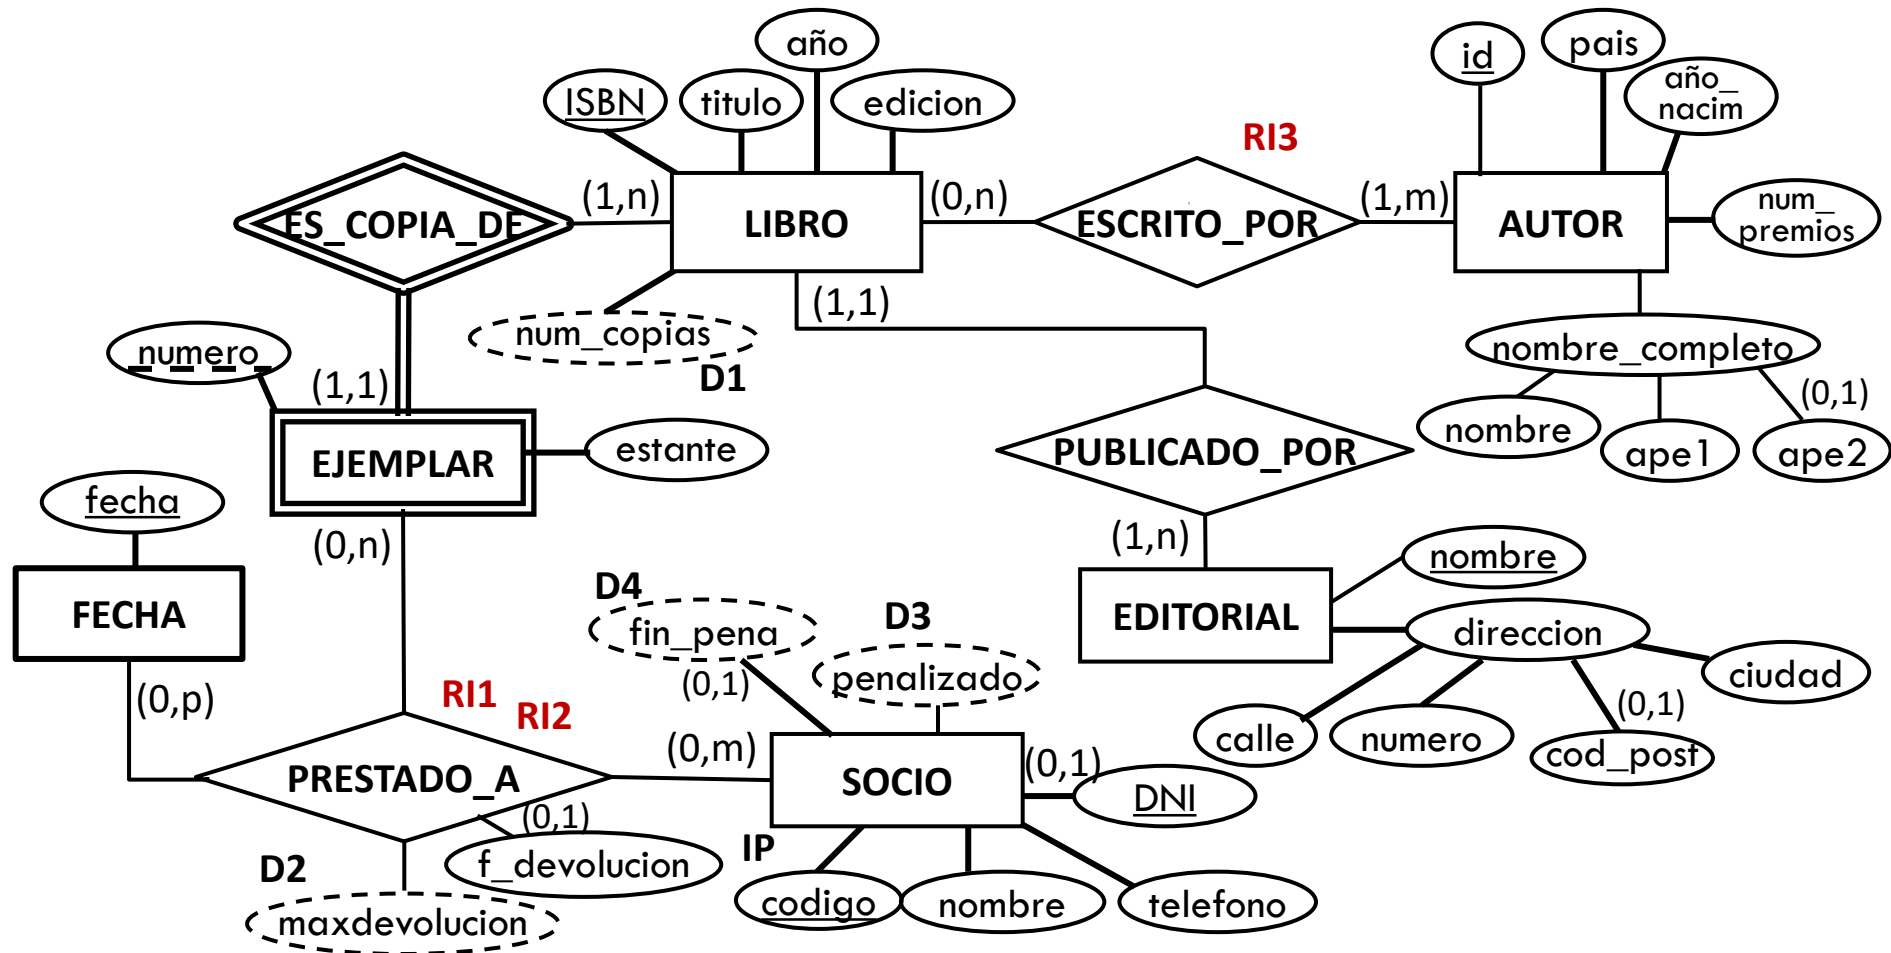 año
id
pais
año_
nacim
ISBN
titulo
edicion
RI3
(1,n)
(0,n)
(1,m)
num_
premios
ES_COPIA_DE
LIBRO
ESCRITO_POR
AUTOR
(1,1)
num_copias
D1
numero
(1,1)
nombre_completo
(0,1)
nombre
ape1
ape2
EJEMPLAR
estante
PUBLICADO_POR
fecha
(0,n)
(1,n)
nombre
FECHA
D4
fin_pena
(0,1)
D3
penalizado
EDITORIAL
direccion
ciudad
(0,p)
RI1
RI2
(0,m)
calle
numero
(0,1)
cod_post
PRESTADO_A
SOCIO
(0,1)
DNI
(0,1)
f_devolucion
IP
D2
maxdevolucion
codigo
nombre
telefono